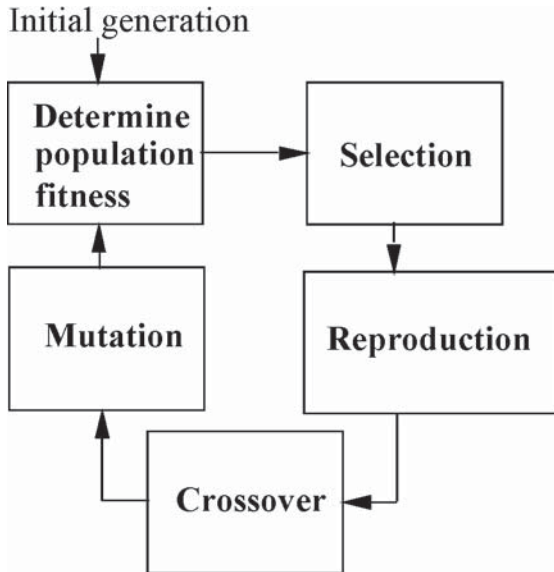 Initial generation
Determine
population
fitness
Selection
Reproduction
Crossover
Mutation